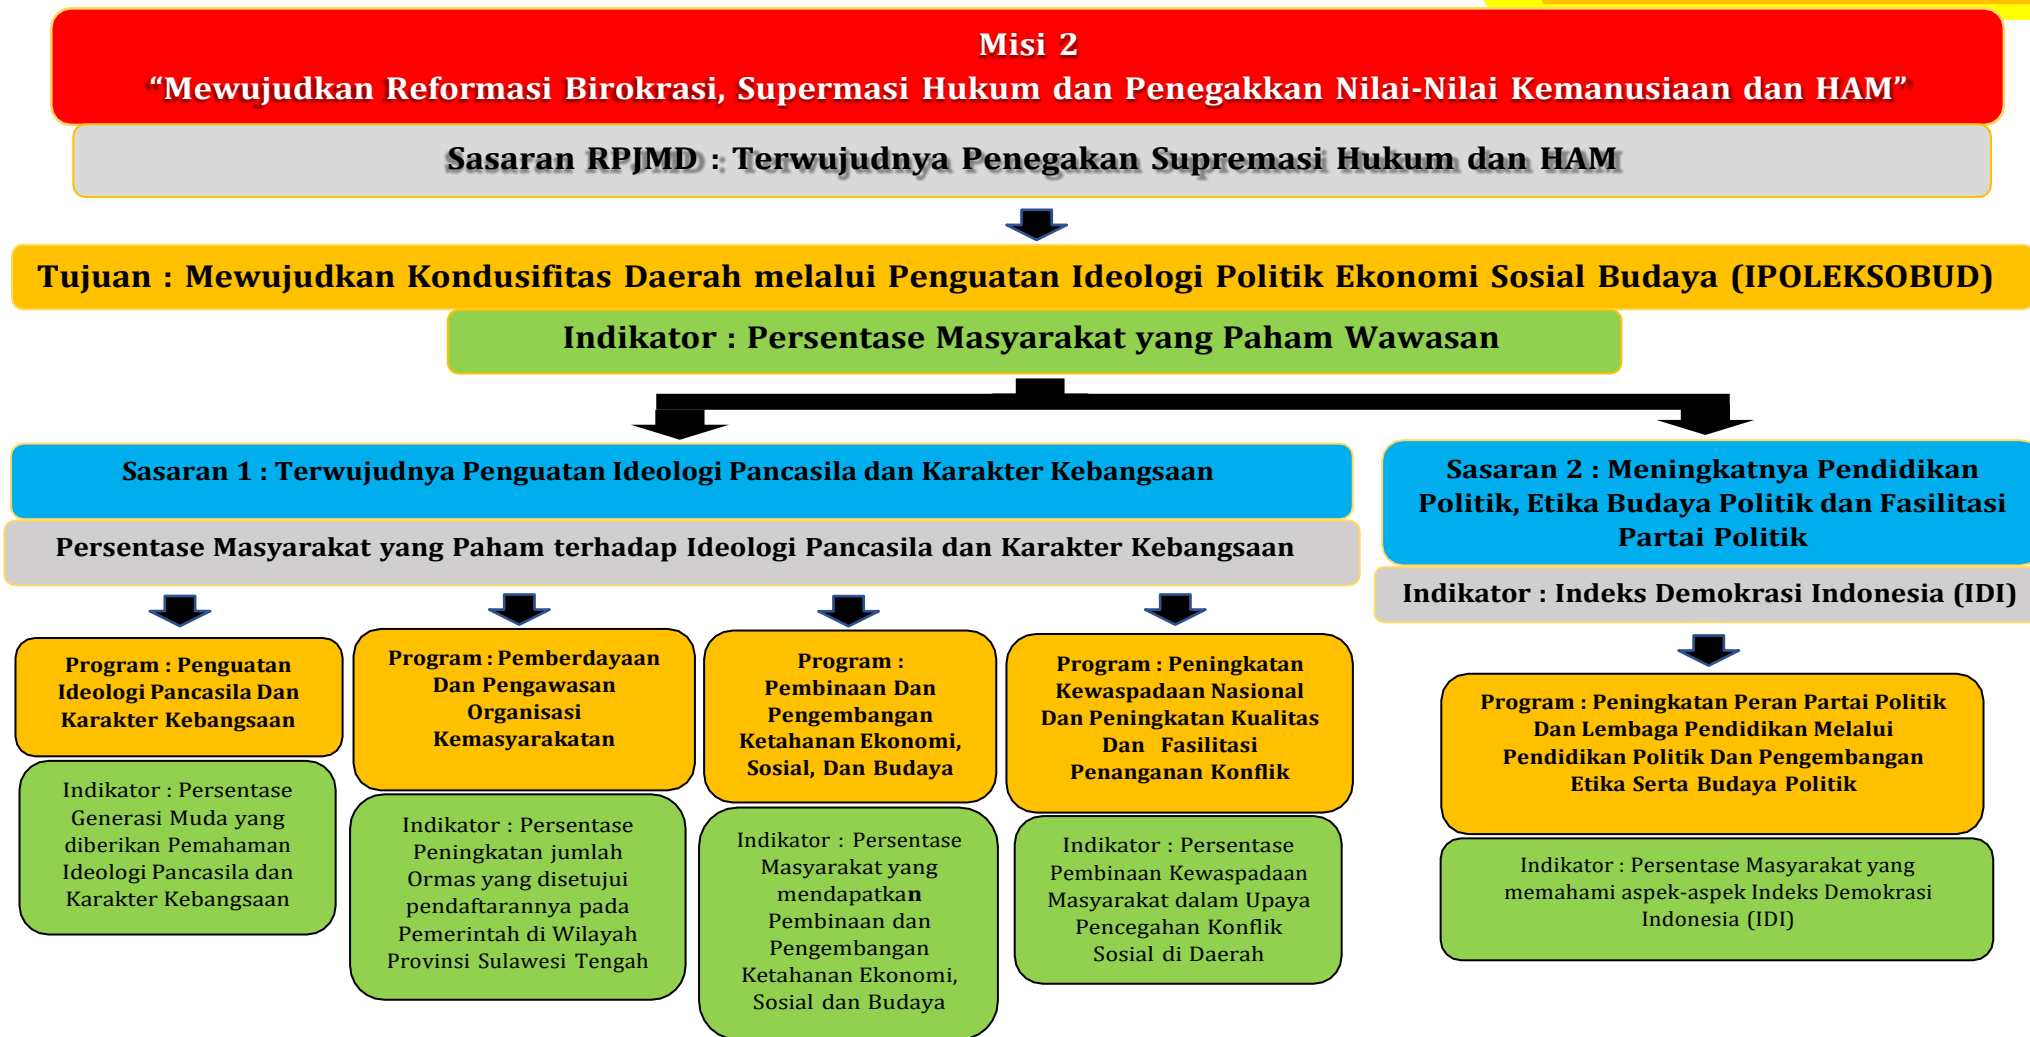 Misi 2
“Mewujudkan Reformasi Birokrasi, Supermasi Hukum dan Penegakkan Nilai-Nilai Kemanusiaan dan HAM”
Sasaran RPJMD : Terwujudnya Penegakan Supremasi Hukum dan HAM
Tujuan : Mewujudkan Kondusifitas Daerah melalui Penguatan Ideologi Politik Ekonomi Sosial Budaya (IPOLEKSOBUD)
Indikator : Persentase Masyarakat yang Paham Wawasan
Sasaran 1 : Terwujudnya Penguatan Ideologi Pancasila dan Karakter Kebangsaan
Persentase Masyarakat yang Paham terhadap Ideologi Pancasila dan Karakter Kebangsaan
Sasaran 2 : Meningkatnya Pendidikan
Politik, Etika Budaya Politik dan Fasilitasi
Partai Politik
Indikator : Indeks Demokrasi Indonesia (IDI)
Program : Penguatan
Ideologi Pancasila Dan
Karakter Kebangsaan
Indikator : Persentase
Generasi Muda yang
diberikan Pemahaman
Ideologi Pancasila dan
Karakter Kebangsaan
Program : Pemberdayaan
Dan Pengawasan
Organisasi
Kemasyarakatan
Indikator : Persentase
Peningkatan jumlah
Ormas yang disetujui
pendaftarannya pada
Pemerintah di Wilayah
Provinsi Sulawesi Tengah
Program :
Pembinaan Dan
Pengembangan
Ketahanan Ekonomi,
Sosial, Dan Budaya
Indikator : Persentase
Masyarakat yang
mendapatkan
Pembinaan dan
Pengembangan
Ketahanan Ekonomi,
Sosial dan Budaya
Program : Peningkatan
Kewaspadaan Nasional
Dan Peningkatan Kualitas
Dan Fasilitasi
Penanganan Konflik
Indikator : Persentase
Pembinaan Kewaspadaan
Masyarakat dalam Upaya
Pencegahan Konflik
Sosial di Daerah
Program : Peningkatan Peran Partai Politik
Dan Lembaga Pendidikan Melalui
Pendidikan Politik Dan Pengembangan
Etika Serta Budaya Politik
Indikator : Persentase Masyarakat yang
memahami aspek-aspek Indeks Demokrasi
Indonesia (IDI)